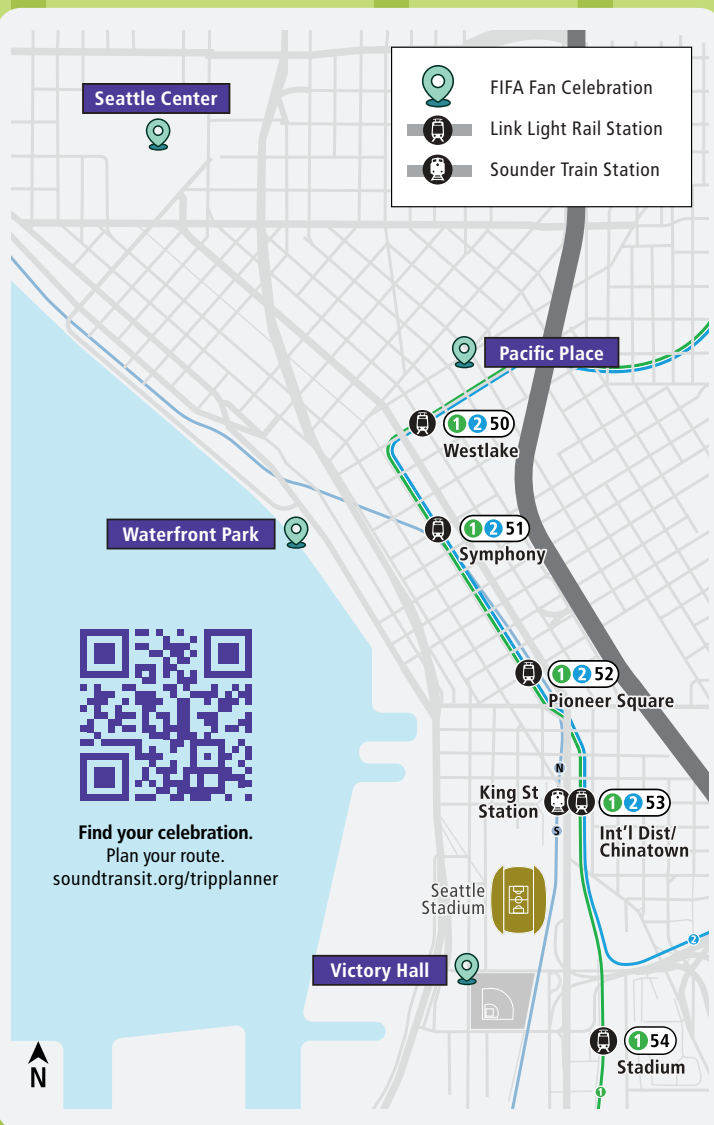 Seattle Center
FIFA Fan Celebration
Link Light Rail Station
Sounder Train Station
Pacific Place
1 2 50
Westlake
Waterfront Park
1 2 51
Symphony
1 2 52
Pioneer Square
N
King St
Station
1 2 53
Int'l Dist/
Chinatown
S
Find your celebration.
Plan your route.
soundtransit.org/tripplanner
Seattle
Stadium
2
Victory Hall
1 54
Stadium
N
1